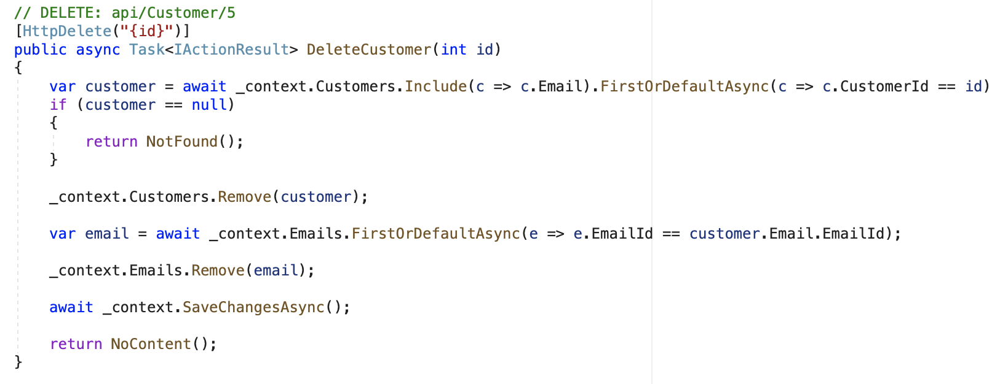 // DELETE: api/Customer/5
[HttpDelete("{id}")]
public async Task<IActionResult> DeleteCustomer(int id)
{
    var customer = await _context.Customers.Include(c => c.Email).FirstOrDefaultAsync(c => c.CustomerId == id)
    if (customer == null)
    {
        return NotFound();
    }

    _context.Customers.Remove(customer);

    var email = await _context.Emails.FirstOrDefaultAsync(e => e.EmailId == customer.Email.EmailId);

    _context.Emails.Remove(email);

    await _context.SaveChangesAsync();

    return NoContent();
}